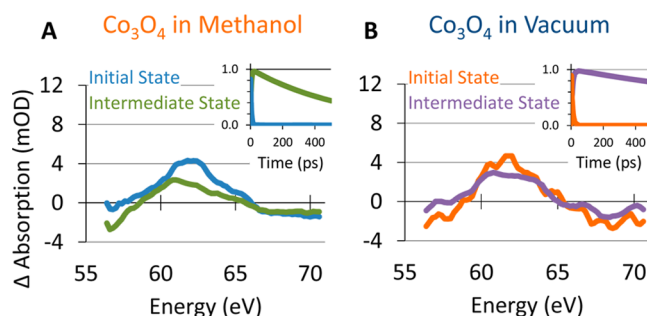 A
Co₃O₄ in Methanol
Δ Absorption (mOD)
12
8
4
0
-4
Initial State
Intermediate State
1.0
0.0
0 200 400
Time (ps)
55 60 65 70
Energy (eV)
B
Co₃O₄ in Vacuum
12
8
4
0
-4
Initial State
Intermediate State
1.0
0.0
0 200 400
Time (ps)
55 60 65 70
Energy (eV)